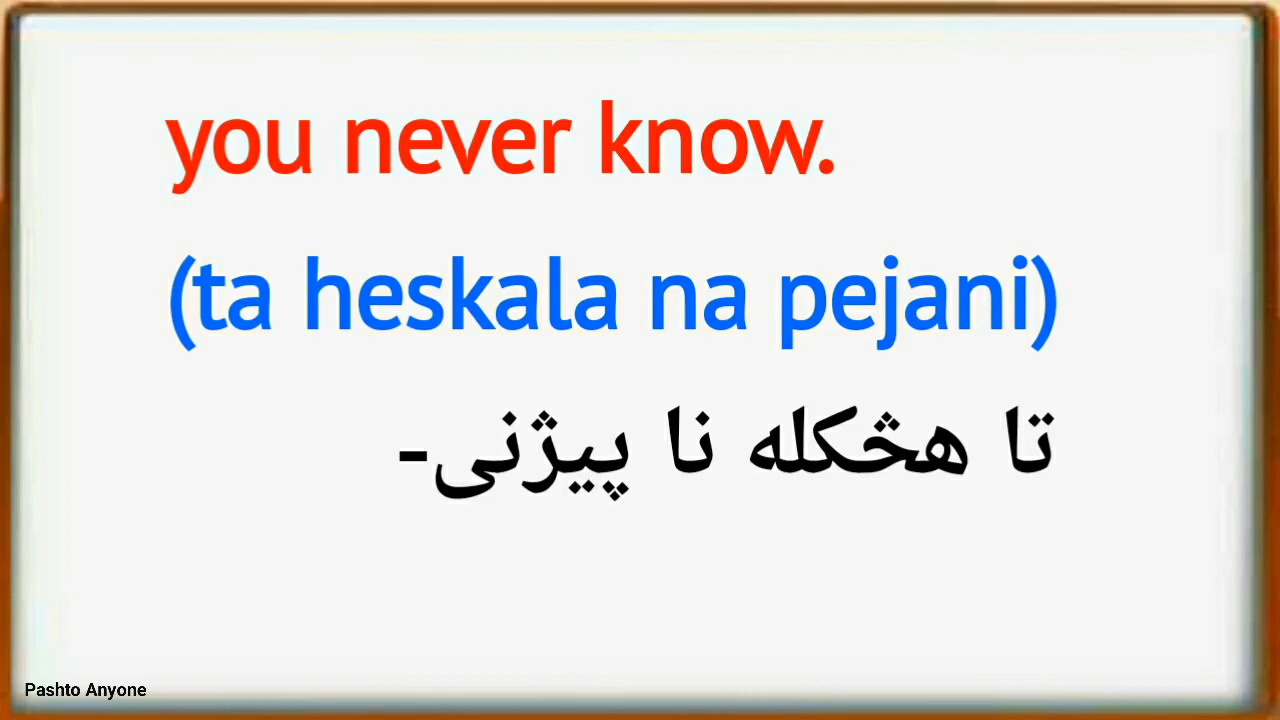 you never know.
(ta heskala na pejani)
تا هڅکله نا پیژنی-
Pashto Anyone